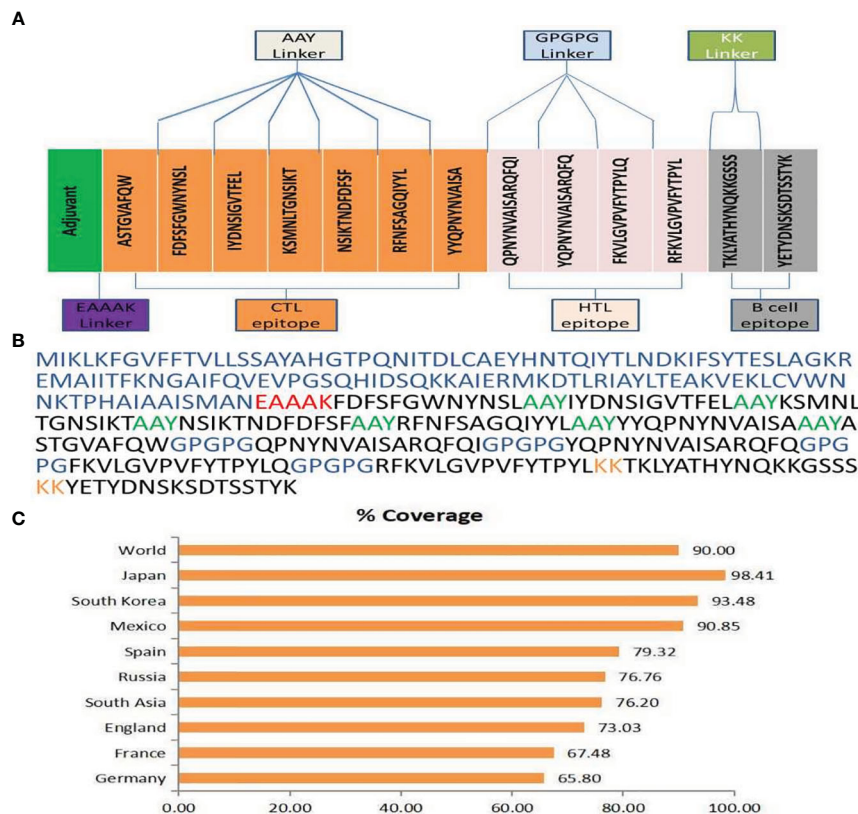 A
AAY
Linker
GPGPG
Linker
KK
Linker
Adjuvant
ASTGVAFQW
FDFSFGWNYNSL
IYDNSIGVTFEL
KSMNLTGNSIKT
NSIKTNDFDFSF
RFNFSAGQIYYL
YYQPNYNVAISA
QPNYNVAISARQFQI
YQPNYNVAISARQFQ
FKVLGVPVFYTPYLQ
RFKVLGVPVFYTPYL
TKLYATHYNQKKGSSS
YETYDNSKSDTSSTYK
EAAAK
Linker
CTL
epitope
HTL
epitope
B cell
epitope
B
MIKLKFGVFFTVLLSSAYAHGTPQNITDLCAEYHNTQIYTLNDKIFSYTESLAGKR
EMAIITFKNGAIFQVEVPGSQHIDSQKKAIERMKDTLRIAYLTEAKVEKLCVWN
NKTPHAIAAISMANEAAAKFDFSFGWNYNSLAAYIYDNSIGVTFELAAYKSMNL
TGNSIKTAAYNSIKTNDFDFSFAAYRFNFSAGQIYYLAAYYYQPNYNVAISAAAYA
STGVAFQWGPGPGQPNYNVAISARQFQIGPGPGYQPNYNVAISARQFQGPG
PGFKVLGVPVFYTPYLQGPGPGRFKVLGVPVFYTPYLKKTKLYATHYNQKKGSSS
KKYETYDNSKSDTSSTYK
C
% Coverage
World 90.00
Japan 98.41
South Korea 93.48
Mexico 90.85
Spain 79.32
Russia 76.76
South Asia 76.20
England 73.03
France 67.48
Germany 65.80
0.00 20.00 40.00 60.00 80.00 100.00